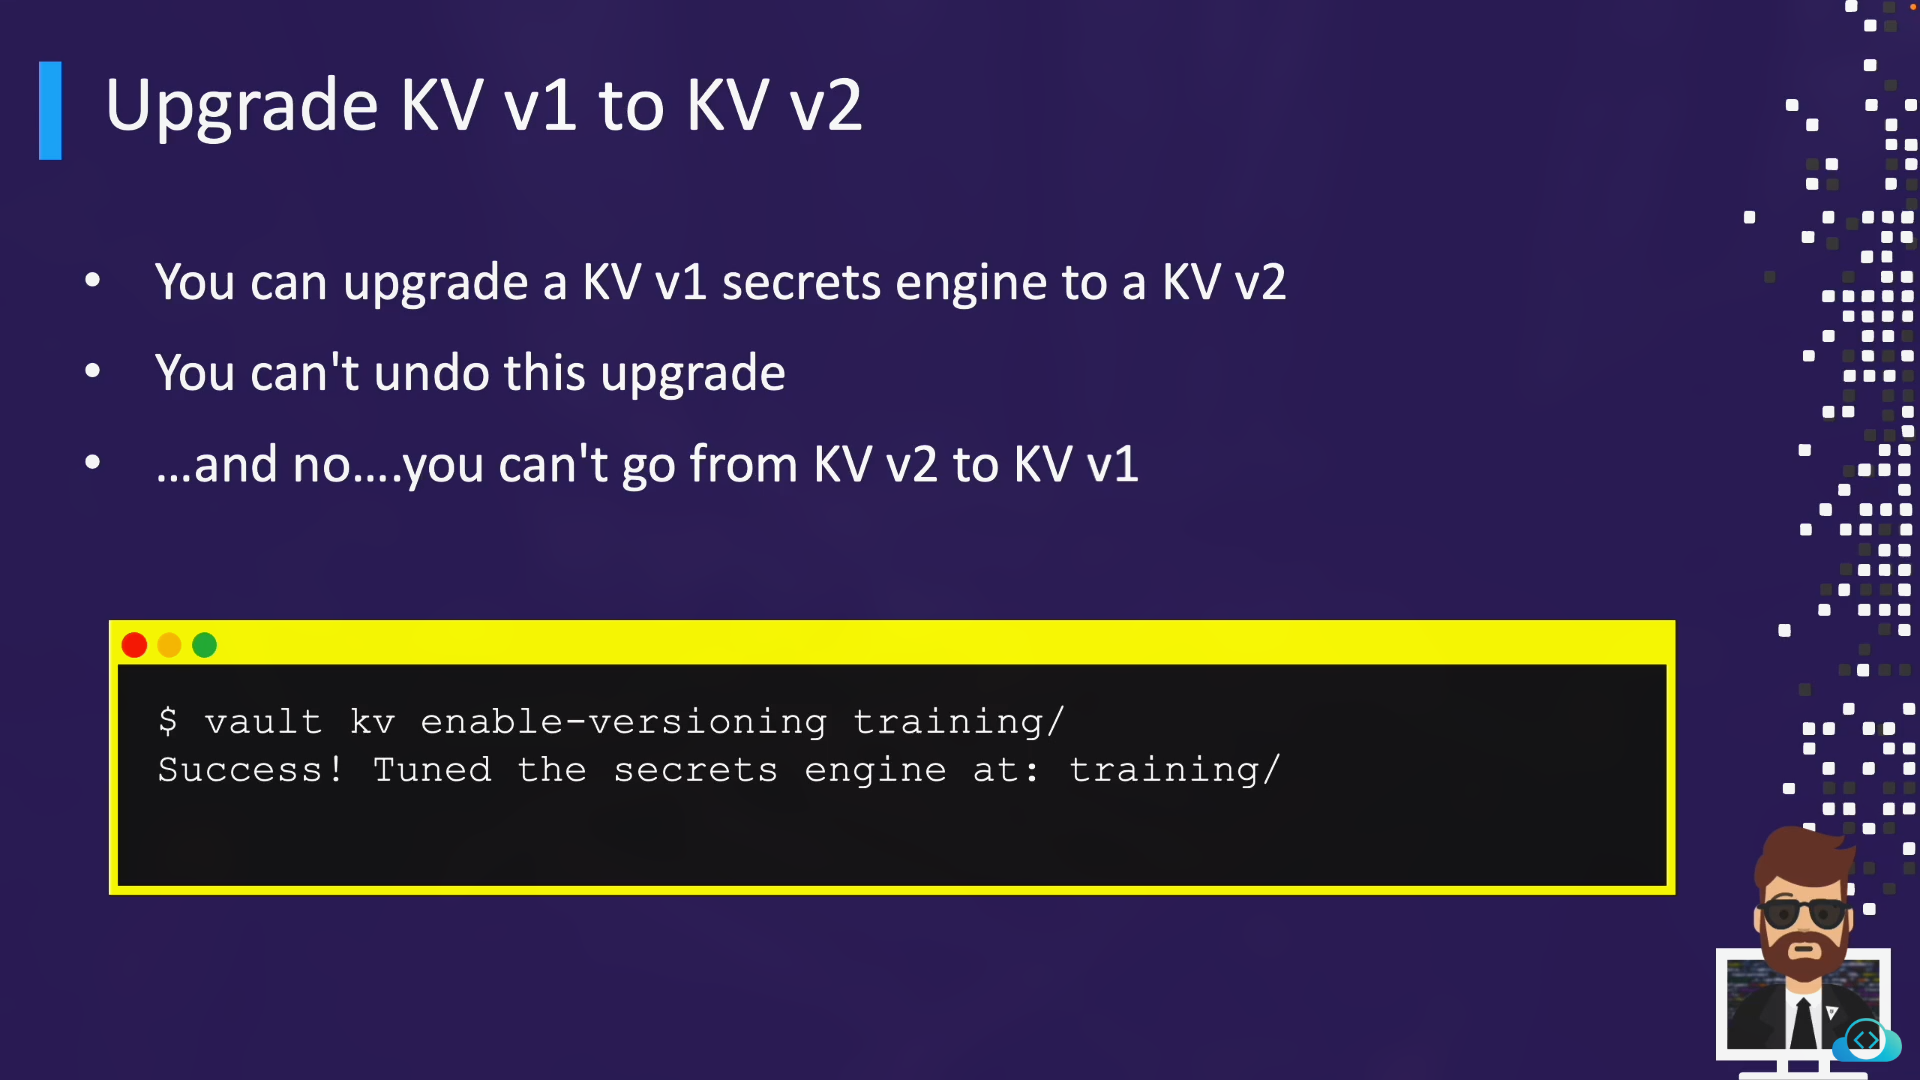 Upgrade KV v1 to KV v2
• You can upgrade a KV v1 secrets engine to a KV v2
• You can't undo this upgrade
• …and no….you can't go from KV v2 to KV v1
$ vault kv enable-versioning training/
Success! Tuned the secrets engine at: training/